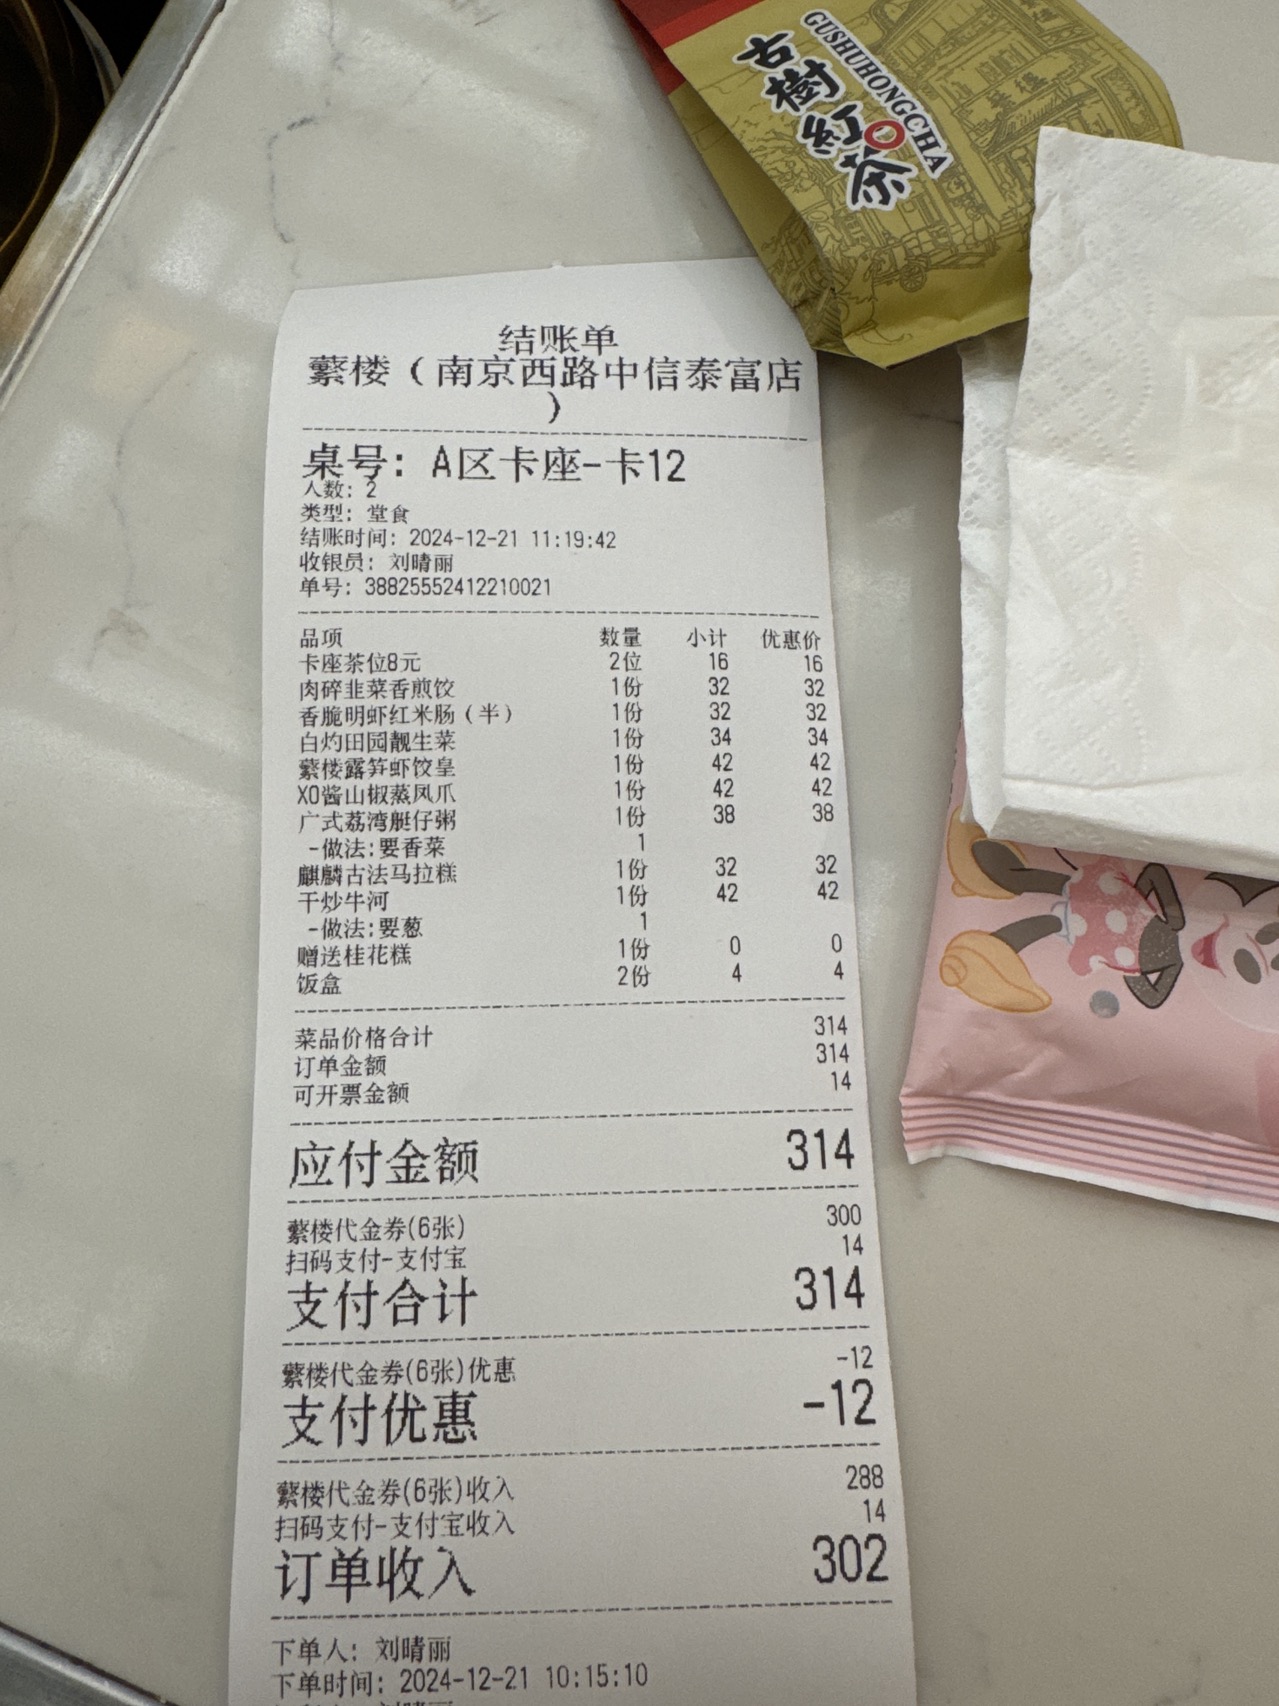 古樹紅茶
GUSHUHONGCHA
结账单
蘩楼（南京西路中信泰富店
）
桌号: A区卡座-卡12
人数: 2
类型: 堂食
结账时间: 2024-12-21 11:19:42
收银员: 刘晴丽
单号: 38825552412210021
品项 数量 小计 优惠价
卡座茶位8元 2位 16 16
肉碎韭菜香煎饺 1份 32 32
香脆明虾红米肠（半） 1份 32 32
白灼田园靓生菜 1份 34 34
蘩楼露笋虾饺皇 1份 42 42
XO酱山椒蒸凤爪 1份 42 42
广式荔湾艇仔粥 1份 38 38
-做法:要香菜 1
麒麟古法马拉糕 1份 32 32
干炒牛河 1份 42 42
-做法:要葱 1
赠送桂花糕 1份 0 0
饭盒 2份 4 4
菜品价格合计 314
订单金额 314
可开票金额 14
应付金额 314
蘩楼代金券(6张) 300
扫码支付-支付宝 14
支付合计 314
蘩楼代金券(6张)优惠 -12
支付优惠 -12
蘩楼代金券(6张)收入 288
扫码支付-支付宝收入 14
订单收入 302
下单人: 刘晴丽
下单时间: 2024-12-21 10:15:10